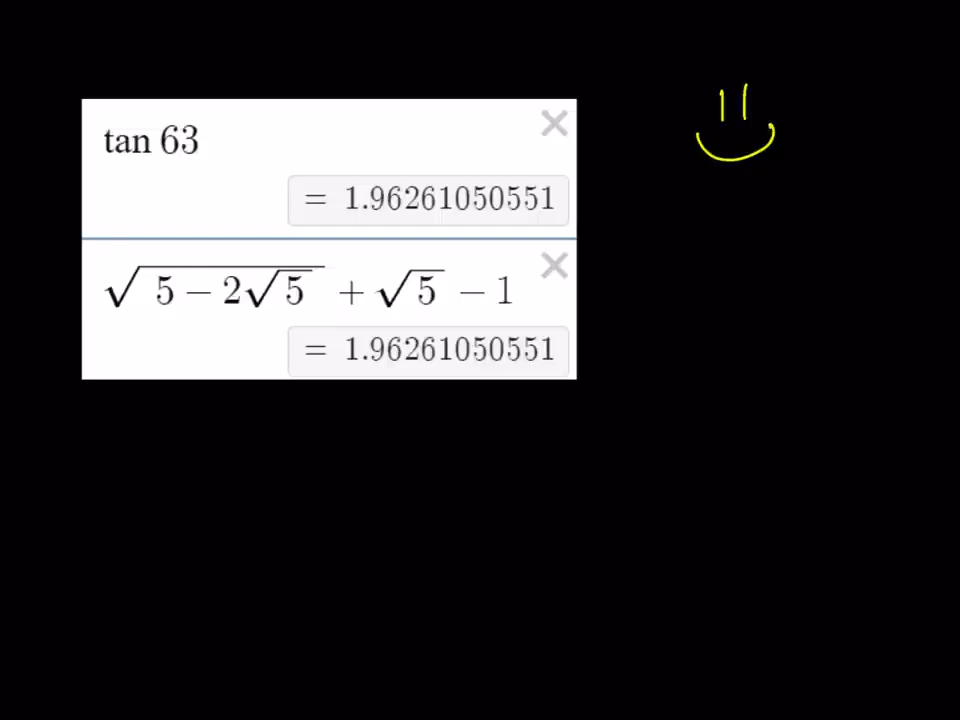 tan 63
= 1.96261050551
√(5 − 2√5) + √5 − 1
= 1.96261050551